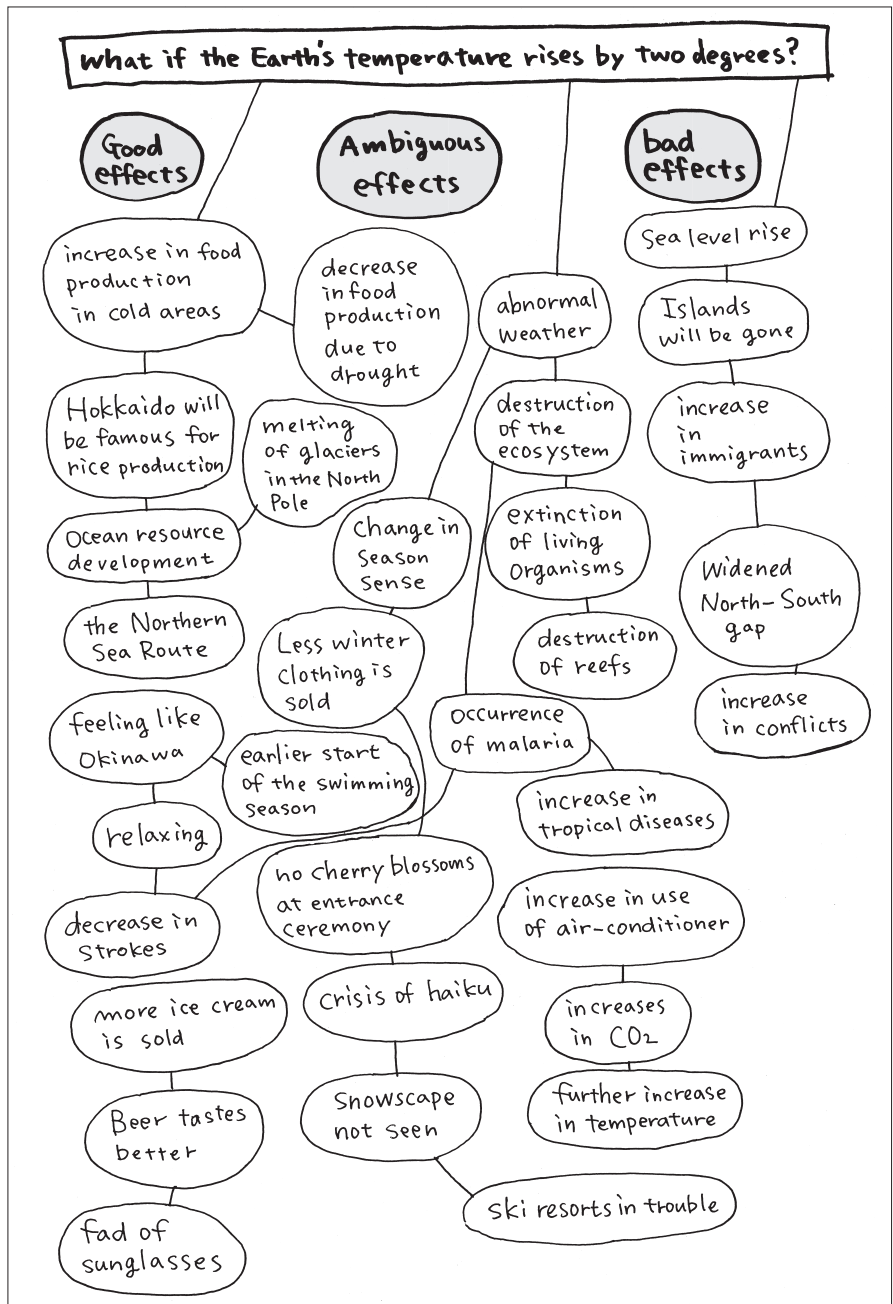 What if the Earth's temperature rises by two degrees?
Good
effects
Ambiguous
effects
bad
effects
increase in food
production
in cold areas
decrease
in food
production
due to
drought
abnormal
weather
Sea level rise
Islands
will be gone
Hokkaido will
be famous for
rice production
melting
of glaciers
in the North
Pole
destruction
of the
ecosystem
increase
in
immigrants
Ocean resource
development
Change in
Season
Sense
extinction
of living
Organisms
Widened
North-South
gap
the Northern
Sea Route
Less winter
clothing is
sold
destruction
of reefs
increase
in conflicts
feeling like
Okinawa
earlier start
of the swimming
season
occurrence
of malaria
increase in
tropical diseases
relaxing
decrease in
Strokes
no cherry blossoms
at entrance
ceremony
increase in use
of air-conditioner
more ice cream
is sold
Crisis of haiku
increases
in CO2
Beer tastes
better
Snowscape
not seen
further increase
in temperature
fad of
sunglasses
ski resorts in trouble